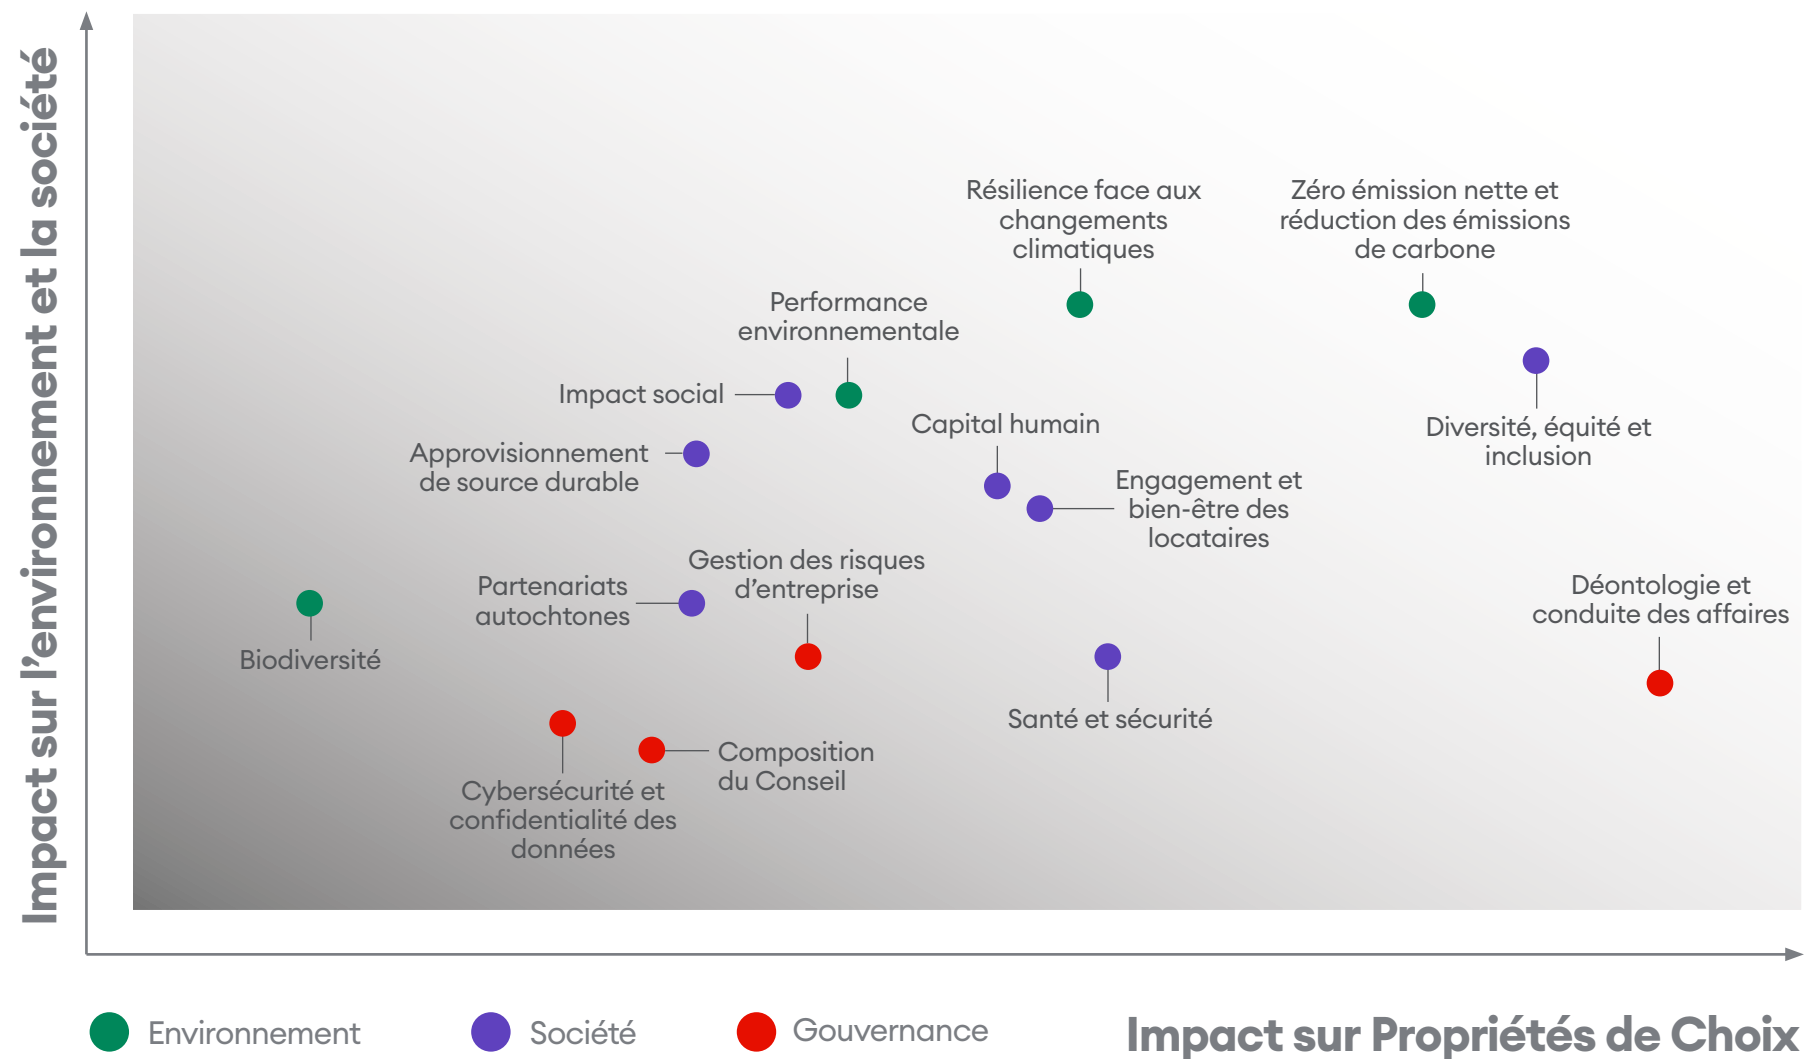 Impact sur l'environnement et la société
Résilience face aux
changements
climatiques
Zéro émission nette et
réduction des émissions
de carbone
Performance
environnementale
Impact social
Capital humain
Diversité, équité et
inclusion
Approvisionnement
de source durable
Engagement et
bien-être des
locataires
Gestion des risques
d’entreprise
Partenariats
autochtones
Déontologie et
conduite des affaires
Biodiversité
Santé et sécurité
Composition
du Conseil
Cybersécurité et
confidentialité des
données
Environnement
Société
Gouvernance
Impact sur Propriétés de Choix